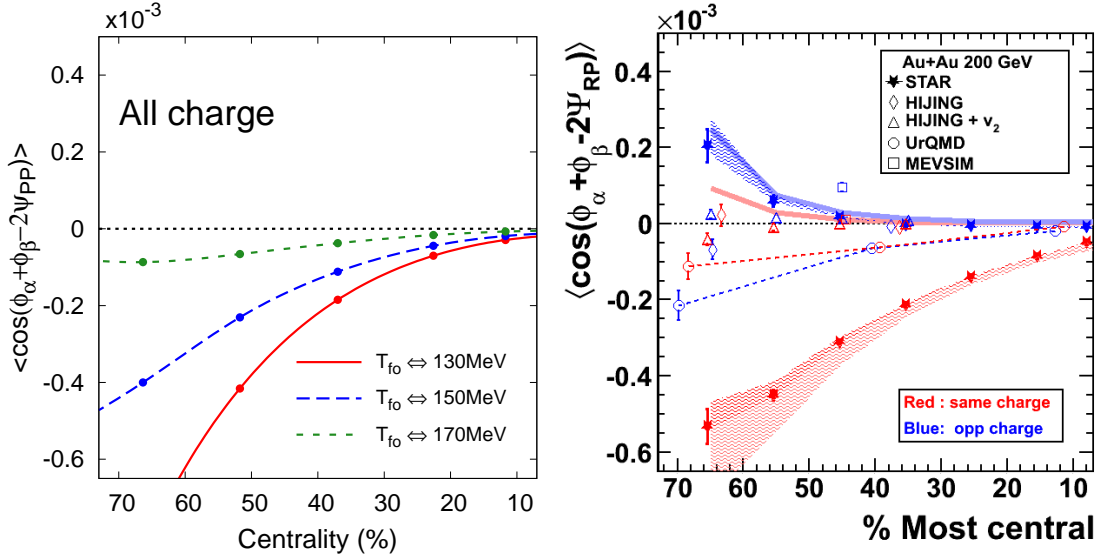 x10⁻³
<cos(ϕα+ϕβ−2ψPP)>
0.4
0.2
0
-0.2
-0.4
-0.6
All charge
Tfo ⇔ 130MeV
Tfo ⇔ 150MeV
Tfo ⇔ 170MeV
70 60 50 40 30 20 10
Centrality (%)
×10⁻³
⟨cos(ϕα+ϕβ-2ΨRP)⟩
0.4
0.2
0
-0.2
-0.4
-0.6
Au+Au 200 GeV
STAR
HIJING
HIJING + v₂
UrQMD
MEVSIM
Red : same charge
Blue: opp charge
70 60 50 40 30 20 10
% Most central